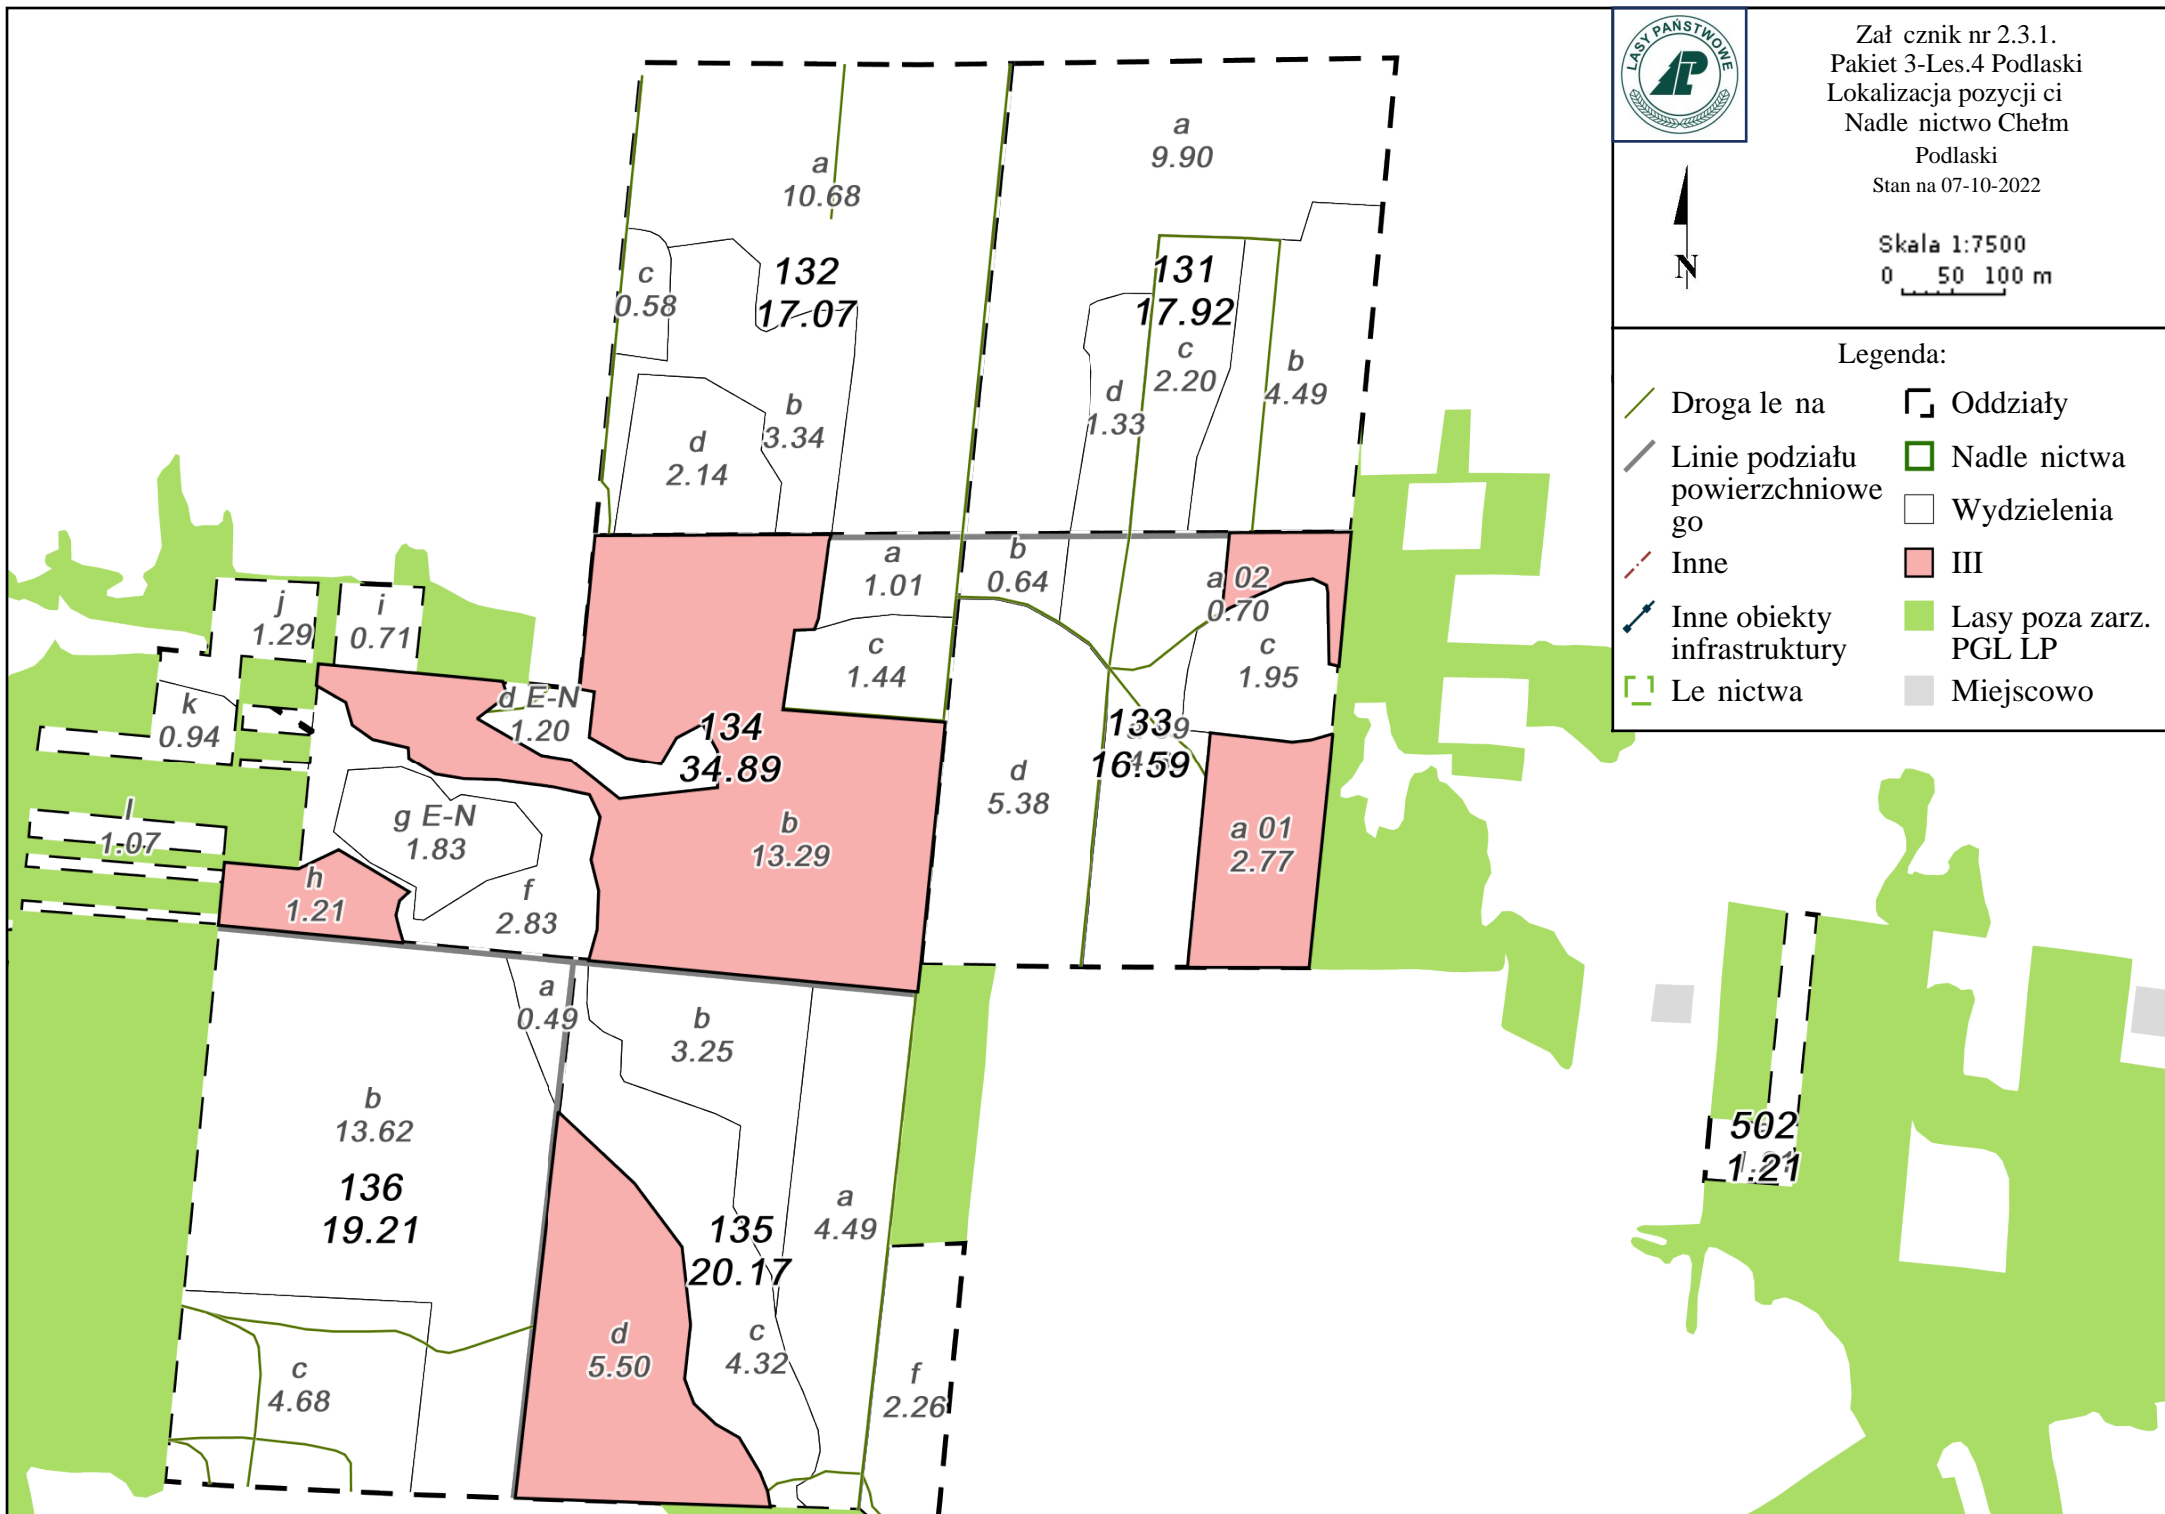 LASY PAŃSTWOWE
Zał cznik nr 2.3.1.
Pakiet 3-Les.4 Podlaski
Lokalizacja pozycji ci
Nadle nictwo Chełm
Podlaski
Stan na 07-10-2022
N
Skala 1:7500
0 50 100 m
Legenda:
Droga le na
Linie podziału
powierzchniowe
go
Inne
Inne obiekty
infrastruktury
Le nictwa
Oddziały
Nadle nictwa
Wydzielenia
III
Lasy poza zarz.
PGL LP
Miejscowo
a
10.68
132
17.07
c
0.58
b
3.34
d
2.14
a
9.90
131
17.92
c
2.20
b
4.49
d
1.33
a
1.01
b
0.64
a 02
0.70
c
1.44
c
1.95
j
1.29
i
0.71
k
0.94
d E-N
1.20
134
34.89
133
16.59
d
5.38
l
1.07
g E-N
1.83
b
13.29
a 01
2.77
h
1.21
f
2.83
a
0.49
b
3.25
b
13.62
136
19.21
502
1.21
a
4.49
135
20.17
d
5.50
c
4.32
c
4.68
f
2.26